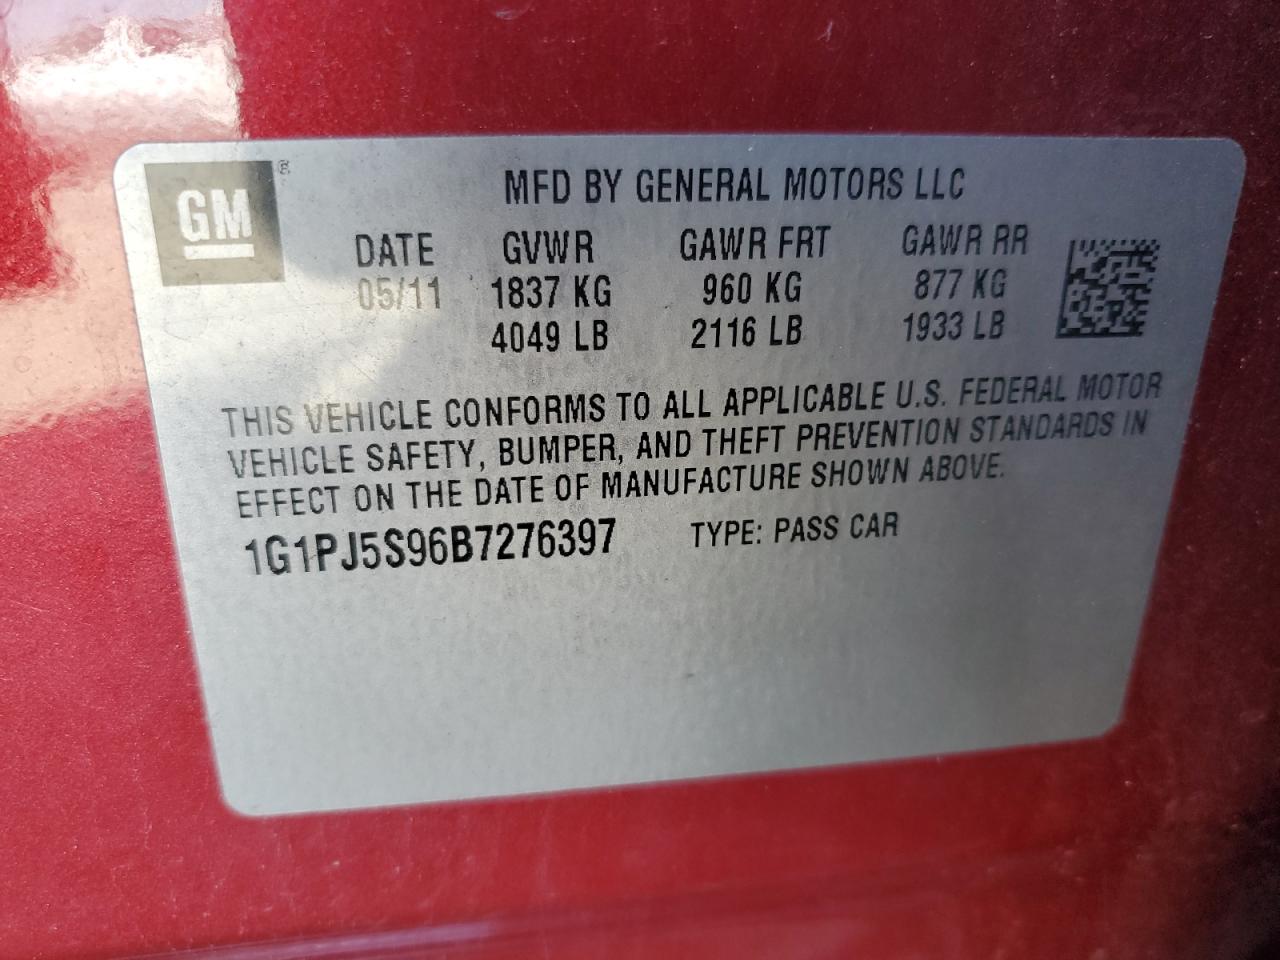 GM®
MFD BY GENERAL MOTORS LLC
DATE GVWR GAWR FRT GAWR RR
05/11 1837 KG 960 KG 877 KG
4049 LB 2116 LB 1933 LB
THIS VEHICLE CONFORMS TO ALL APPLICABLE U.S. FEDERAL MOTOR
VEHICLE SAFETY, BUMPER, AND THEFT PREVENTION STANDARDS IN
EFFECT ON THE DATE OF MANUFACTURE SHOWN ABOVE.
1G1PJ5S96B7276397 TYPE: PASS CAR